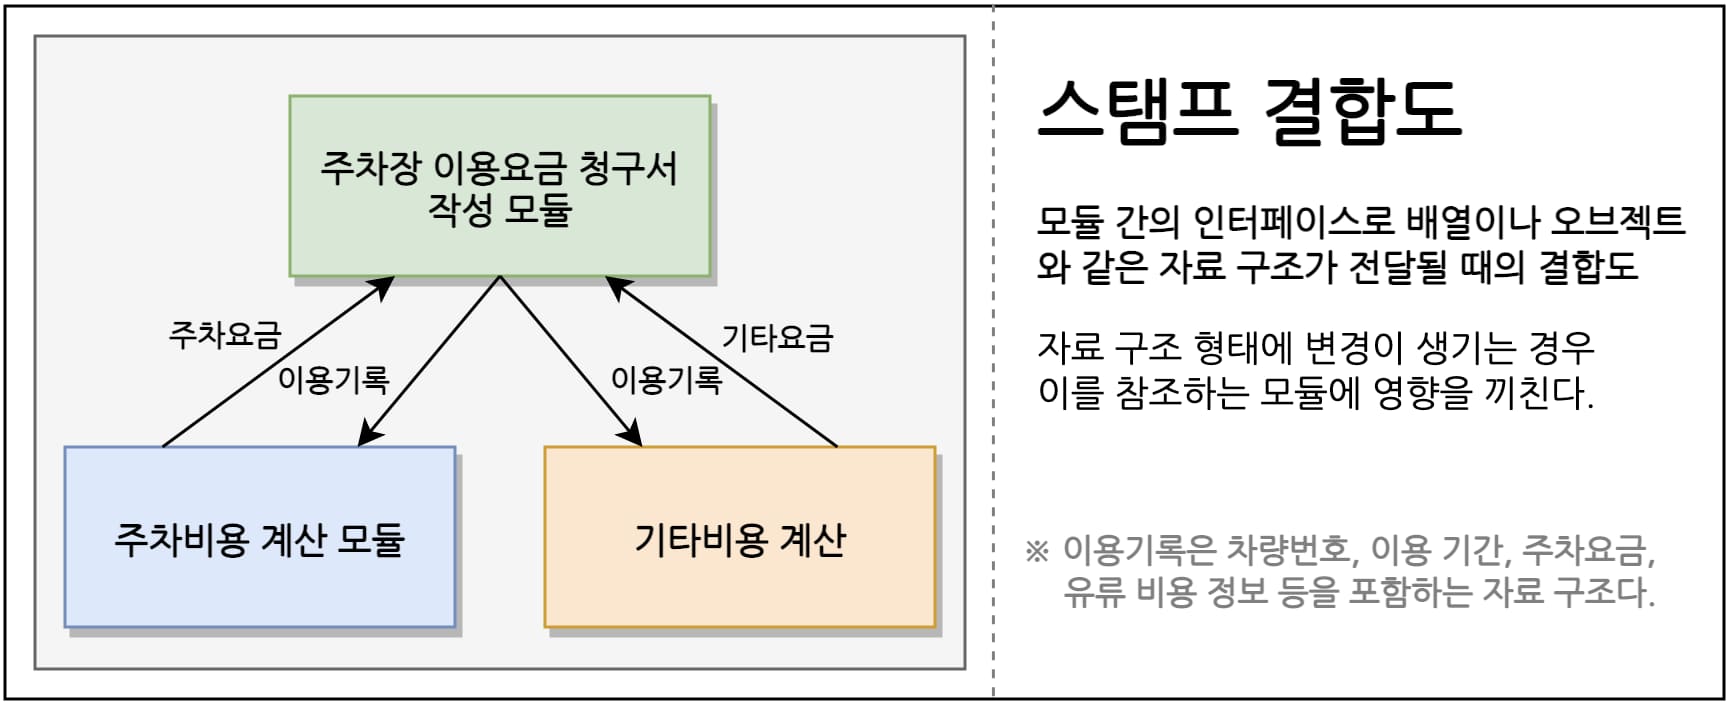 주차장 이용요금 청구서
작성 모듈
주차요금
이용기록
이용기록
기타요금
주차비용 계산 모듈
기타비용 계산
스탬프 결합도
모듈 간의 인터페이스로 배열이나 오브젝트
와 같은 자료 구조가 전달될 때의 결합도
자료 구조 형태에 변경이 생기는 경우
이를 참조하는 모듈에 영향을 끼친다.
※ 이용기록은 차량번호, 이용 기간, 주차요금,
유류 비용 정보 등을 포함하는 자료 구조다.